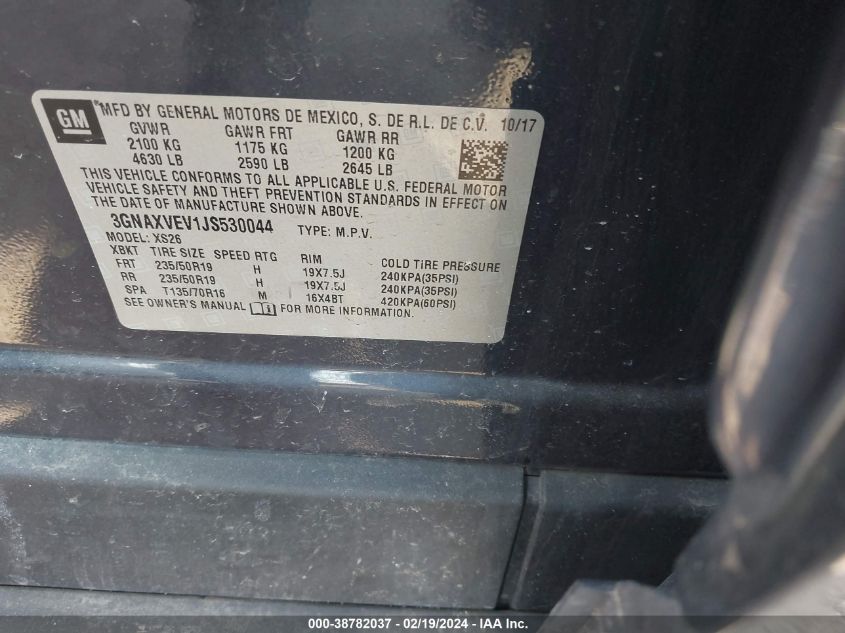 GM
MFD BY GENERAL MOTORS DE MEXICO, S. DE R.L. DE C.V. 10/17
GVWR GAWR FRT GAWR RR
2100 KG 1175 KG 1200 KG
4630 LB 2590 LB 2645 LB
THIS VEHICLE CONFORMS TO ALL APPLICABLE U.S. FEDERAL MOTOR
VEHICLE SAFETY AND THEFT PREVENTION STANDARDS IN EFFECT ON
THE DATE OF MANUFACTURE SHOWN ABOVE.
3GNAXVEV1JS530044 TYPE: M.P.V.
MODEL: XS26
XBKT TIRE SIZE SPEED RTG RIM COLD TIRE PRESSURE
FRT 235/50R19 H 19X7.5J 240KPA(35PSI)
RR 235/50R19 H 19X7.5J 240KPA(35PSI)
SPA T135/70R16 M 16X4BT 420KPA(60PSI)
SEE OWNER'S MANUAL FOR MORE INFORMATION.
000-38782037 - 02/19/2024 - IAA Inc.